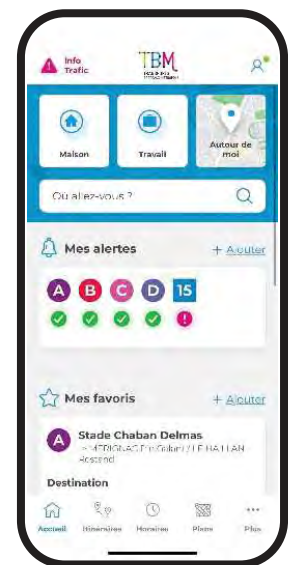 Info
Trafic
TBM
Maison
Travail
Autour de
moi
Où allez-vous ?
Mes alertes
+ Ajouter
A B C D 15
Mes favoris
+ Ajouter
A
Stade Chaban Delmas
Destination
Accueil
Itinéraires
Horaires
Plans
Plus